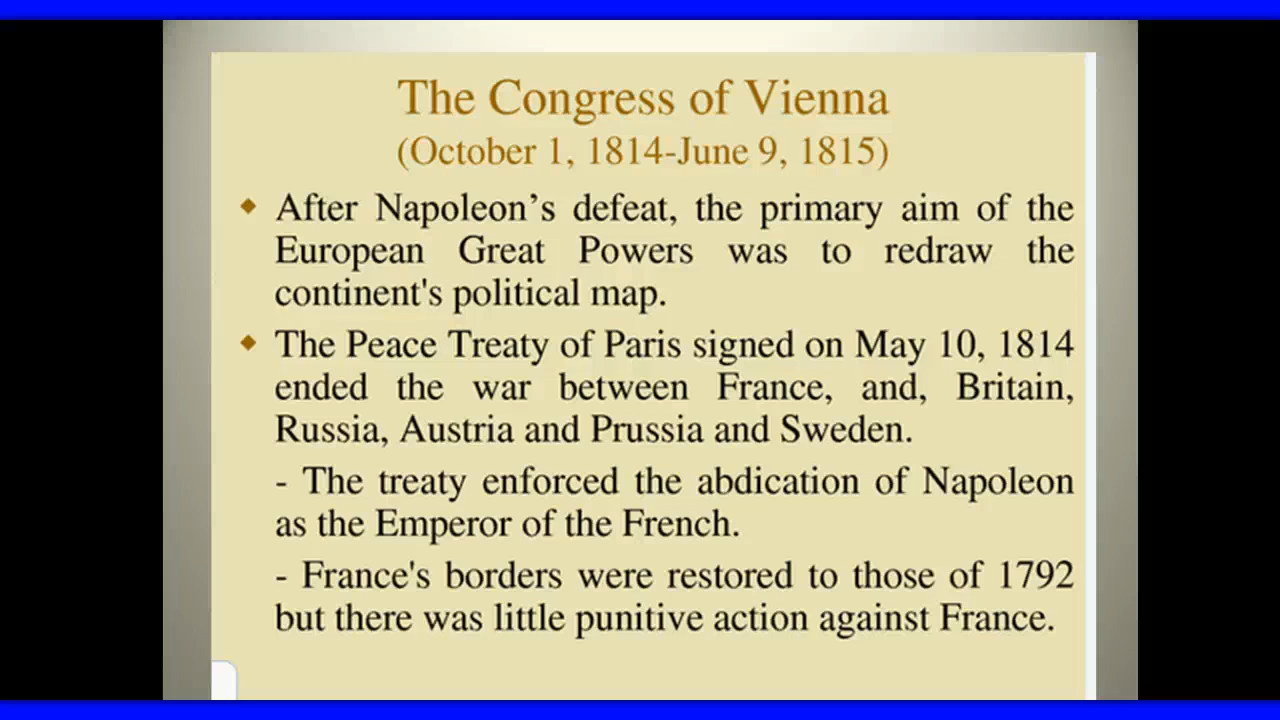 The Congress of Vienna
(October 1, 1814-June 9, 1815)
After Napoleon’s defeat, the primary aim of the
European Great Powers was to redraw the
continent's political map.
The Peace Treaty of Paris signed on May 10, 1814
ended the war between France, and, Britain,
Russia, Austria and Prussia and Sweden.
- The treaty enforced the abdication of Napoleon
as the Emperor of the French.
- France's borders were restored to those of 1792
but there was little punitive action against France.